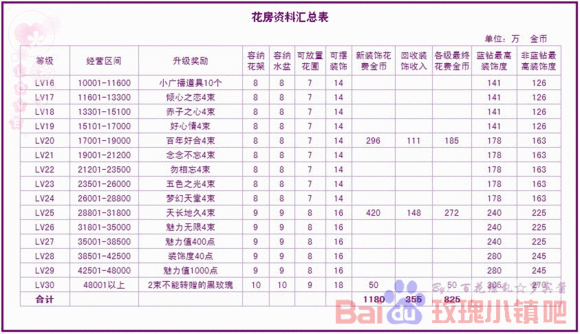 花房资料汇总表
单位：万　金币
等级 经营区间 升级奖励 容纳花架 容纳水盆 可放置花圃 可摆装饰 新装饰花费金币 回收装饰收入 各级最终花费金币 蓝钻最高装饰度 非蓝钻最高装饰度
LV16 10001-11600 小广播道具10个 8 8 7 14 141 126
LV17 11601-13300 倾心之恋4束 8 8 7 14 141 126
LV18 13301-15100 赤子之心4束 8 8 7 14 141 126
LV19 15101-17000 好心情4束 8 8 7 14 141 126
LV20 17001-19000 百年好合4束 8 8 7 14 296 111 185 178 163
LV21 19001-21200 念念不忘4束 8 8 7 14 178 163
LV22 21201-23500 勿相忘4束 8 8 7 14 178 163
LV23 23501-26000 五色之光4束 8 8 7 14 178 163
LV24 26001-28800 梦幻天堂4束 8 8 7 14 178 163
LV25 28801-31800 天长地久4束 9 9 8 16 420 148 272 240 225
LV26 31801-35000 魅力无限4束 9 9 8 16 240 225
LV27 35001-38500 魅力值400点 9 9 8 16 240 225
LV28 38501-42500 装饰度40点 9 9 8 16 280 245
LV29 42501-48000 魅力值1000点 9 9 8 16 280 245
LV30 48001以上 2束不能转赠的黑玫瑰 10 10 9 18 50 50 305 270
合计 1180 355 825
Bai du 玫瑰小镇吧